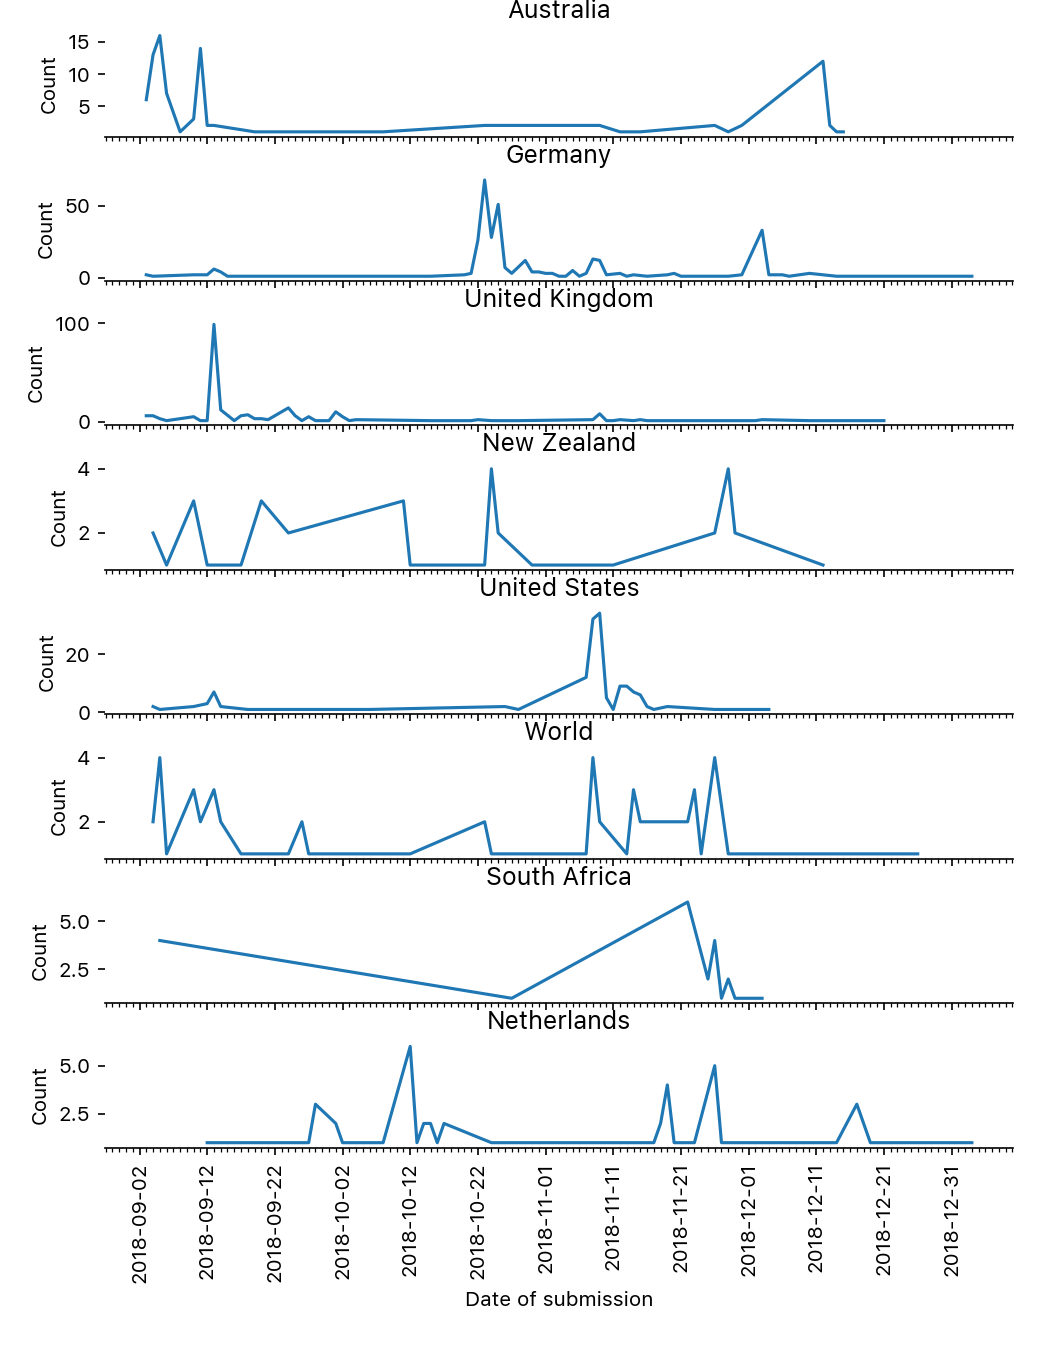 Australia
Count
15
10
5
Germany
Count
50
0
United Kingdom
Count
100
0
New Zealand
Count
4
2
United States
Count
20
0
World
Count
4
2
South Africa
Count
5.0
2.5
Netherlands
Count
5.0
2.5
2018-09-02
2018-09-12
2018-09-22
2018-10-02
2018-10-12
2018-10-22
2018-11-01
2018-11-11
2018-11-21
2018-12-01
2018-12-11
2018-12-21
2018-12-31
Date of submission